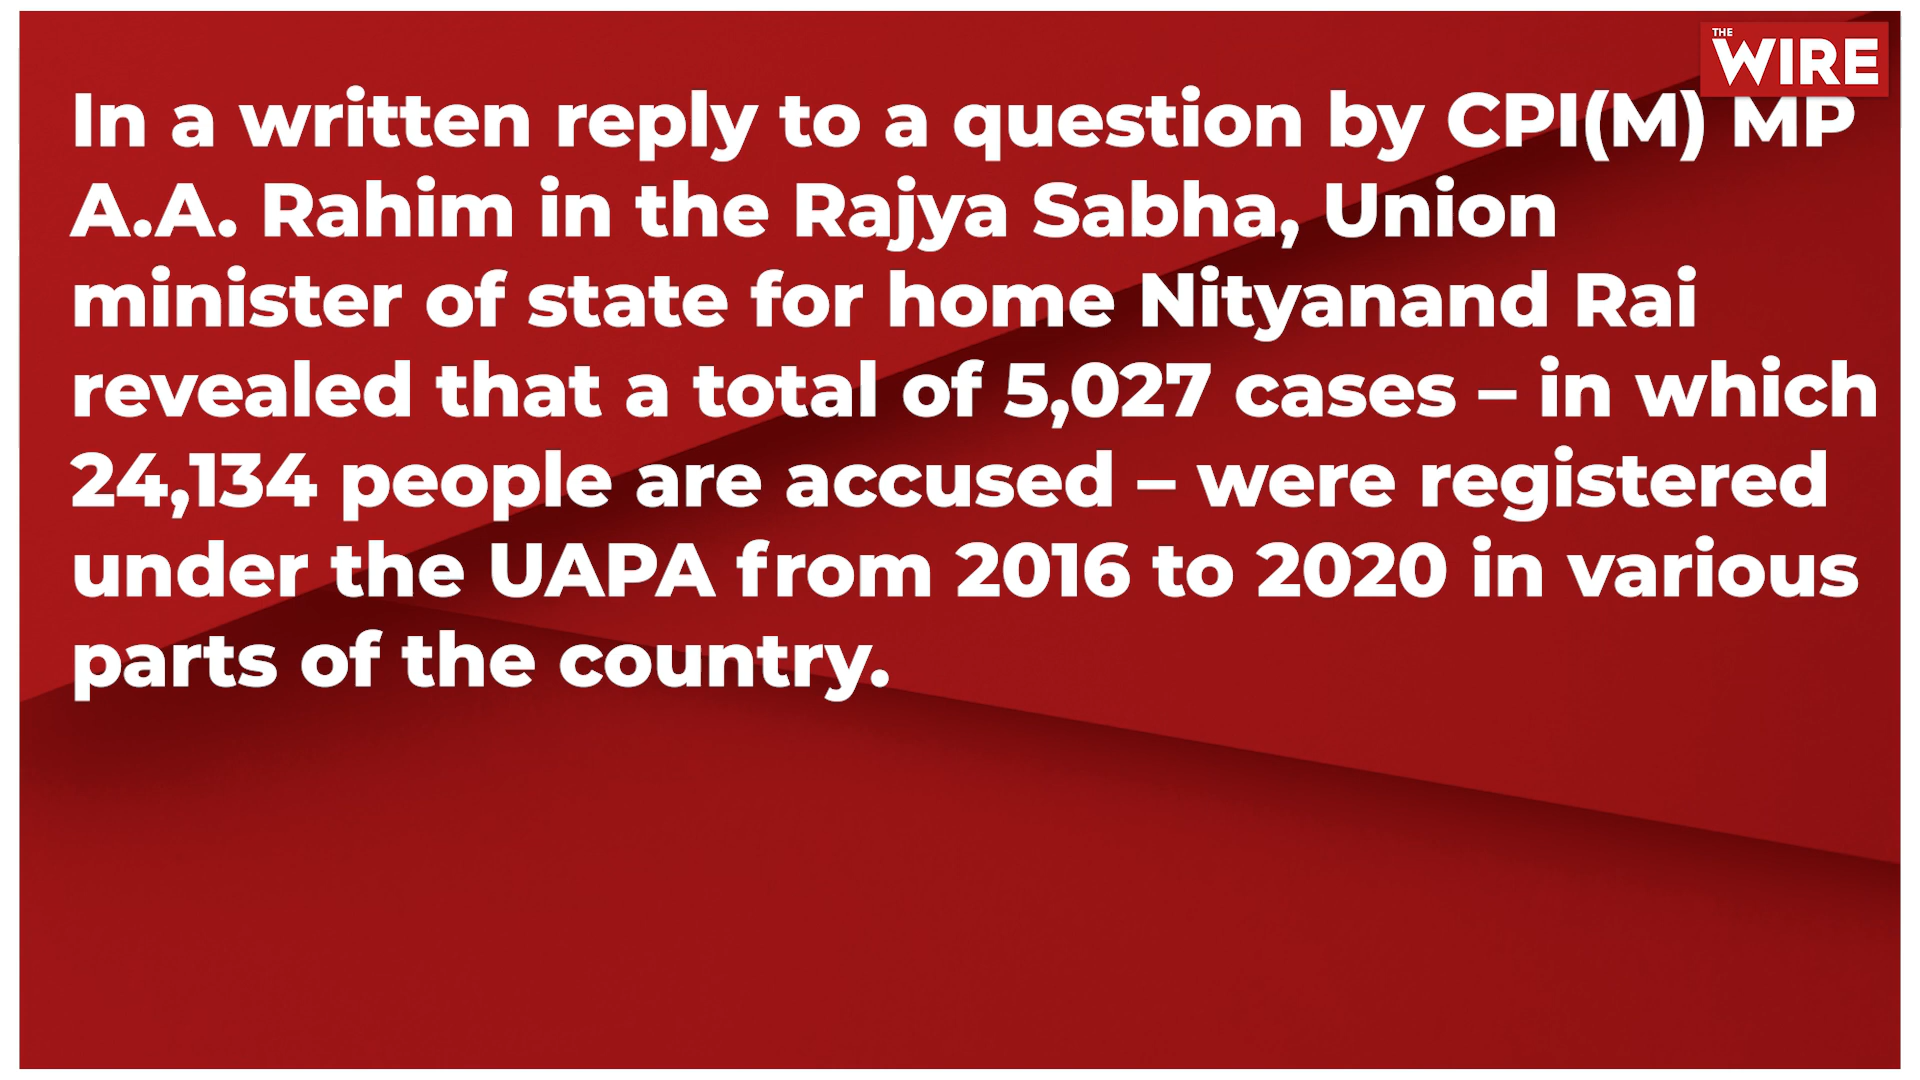 THE
WIRE
In a written reply to a question by CPI(M) MP
A.A. Rahim in the Rajya Sabha, Union
minister of state for home Nityanand Rai
revealed that a total of 5,027 cases – in which
24,134 people are accused – were registered
under the UAPA from 2016 to 2020 in various
parts of the country.